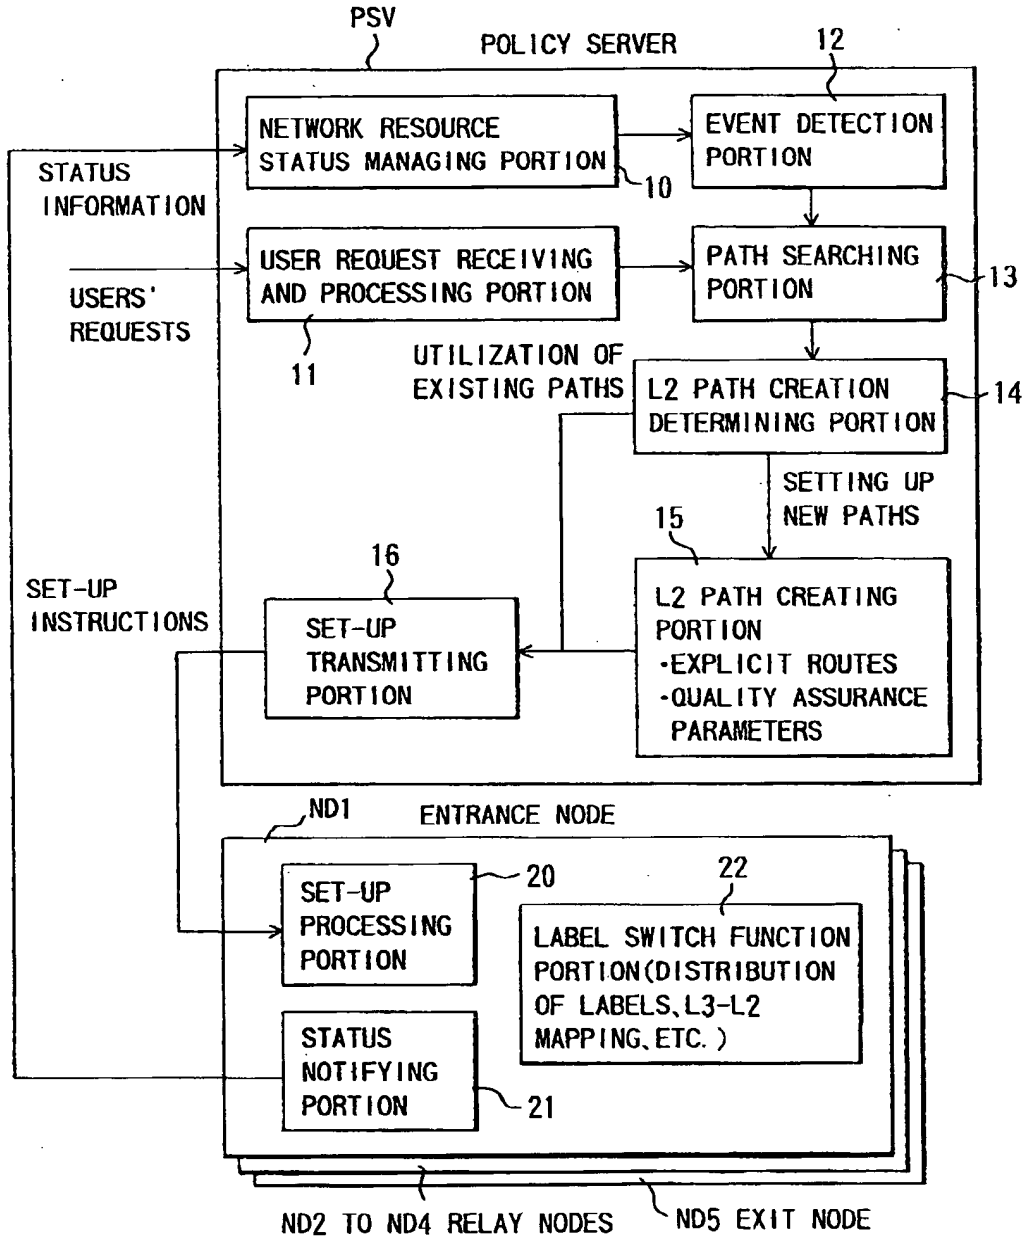 PSV
POLICY SERVER
12
NETWORK RESOURCE
STATUS MANAGING PORTION
10
EVENT DETECTION
PORTION
STATUS
INFORMATION
USER REQUEST RECEIVING
AND PROCESSING PORTION
11
PATH SEARCHING
PORTION
13
USERS'
REQUESTS
UTILIZATION OF
EXISTING PATHS
L2 PATH CREATION
DETERMINING PORTION
14
SETTING UP
NEW PATHS
15
16
SET-UP
INSTRUCTIONS
SET-UP
TRANSMITTING
PORTION
L2 PATH CREATING
PORTION
·EXPLICIT ROUTES
·QUALITY ASSURANCE
PARAMETERS
ND1
ENTRANCE NODE
20
SET-UP
PROCESSING
PORTION
22
LABEL SWITCH FUNCTION
PORTION(DISTRIBUTION
OF LABELS, L3-L2
MAPPING, ETC.)
STATUS
NOTIFYING
PORTION
21
ND2 TO ND4 RELAY NODES
ND5 EXIT NODE